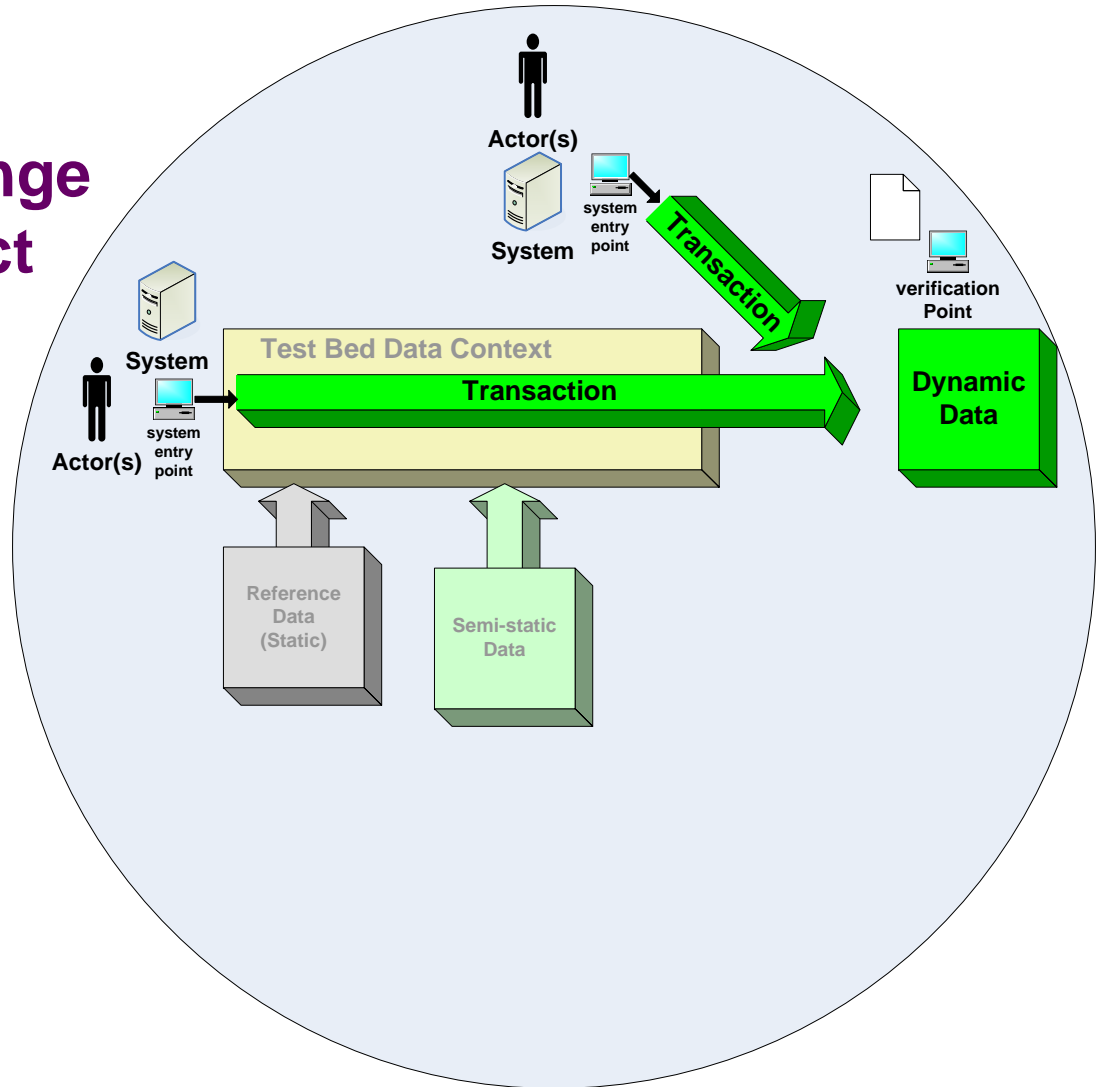 nge
ct
Actor(s)
System
system
entry
point
Transaction
verification
Point
System
Actor(s)
system
entry
point
Test Bed Data Context
Transaction
Dynamic
Data
Reference
Data
(Static)
Semi-static
Data